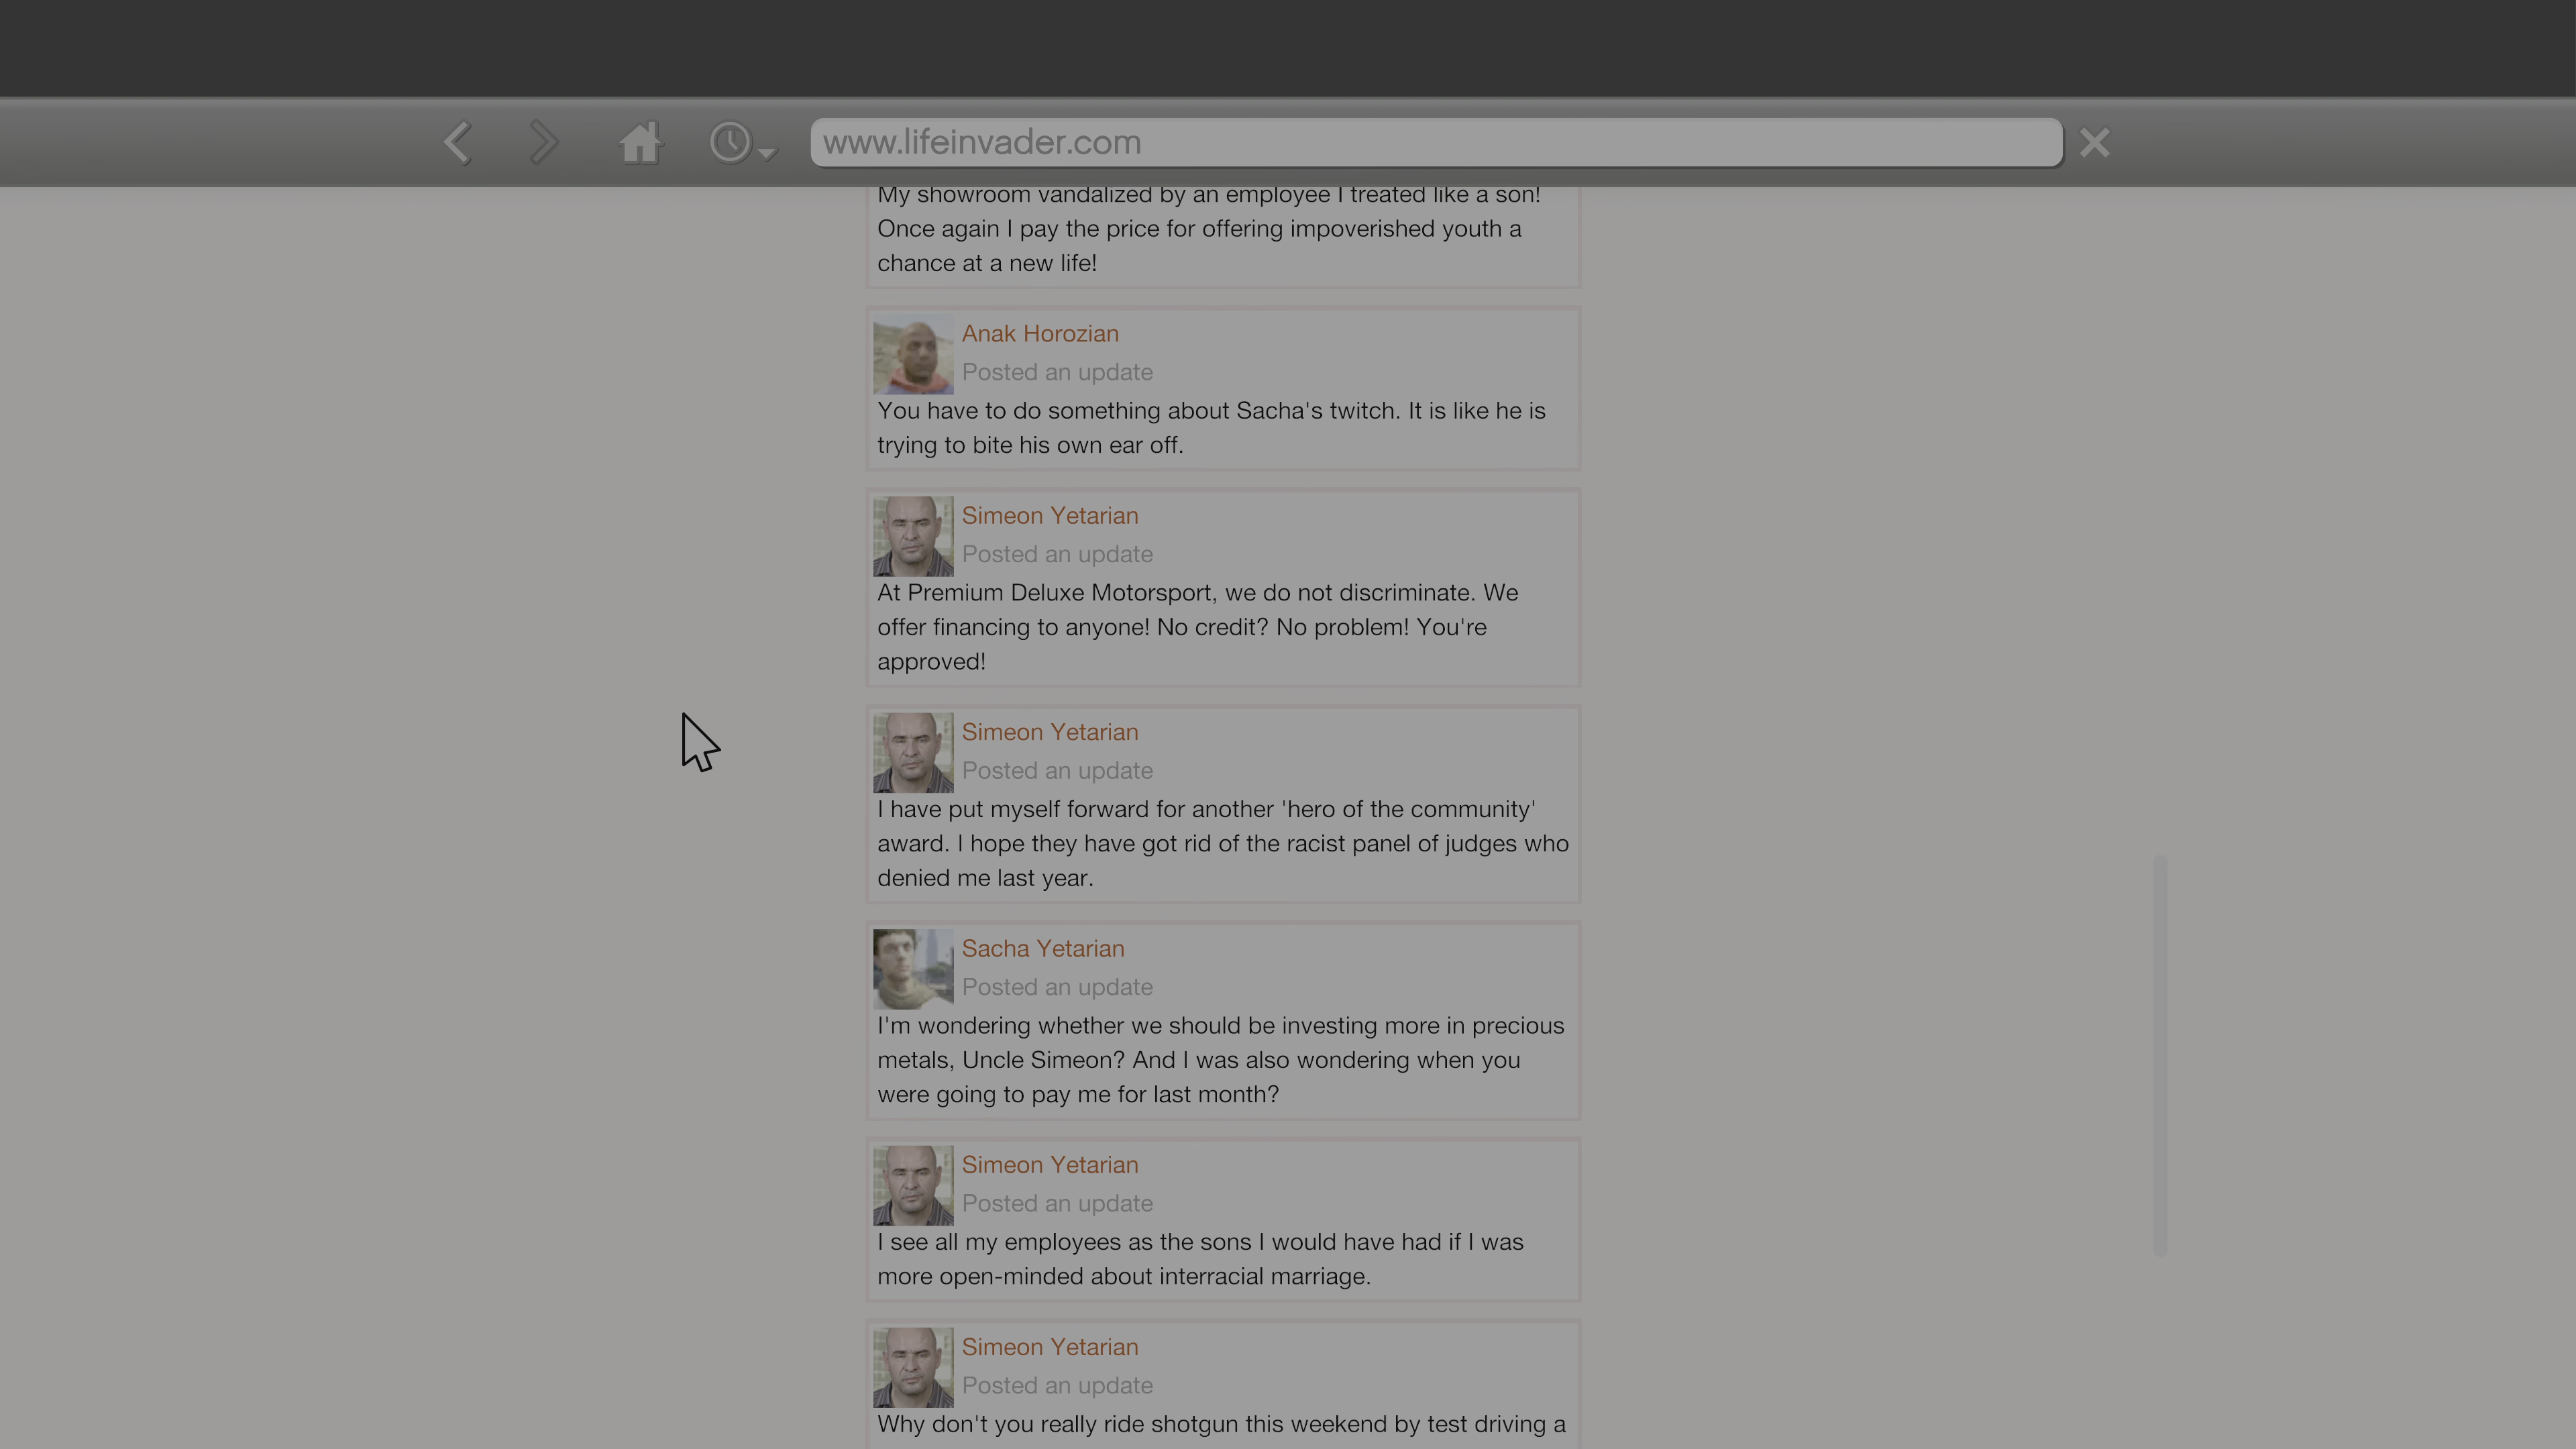 www.lifeinvader.com
My showroom vandalized by an employee I treated like a son!
Once again I pay the price for offering impoverished youth a
chance at a new life!
Anak Horozian
Posted an update
You have to do something about Sacha's twitch. It is like he is
trying to bite his own ear off.
Simeon Yetarian
Posted an update
At Premium Deluxe Motorsport, we do not discriminate. We
offer financing to anyone! No credit? No problem! You're
approved!
Simeon Yetarian
Posted an update
I have put myself forward for another 'hero of the community'
award. I hope they have got rid of the racist panel of judges who
denied me last year.
Sacha Yetarian
Posted an update
I'm wondering whether we should be investing more in precious
metals, Uncle Simeon? And I was also wondering when you
were going to pay me for last month?
Simeon Yetarian
Posted an update
I see all my employees as the sons I would have had if I was
more open-minded about interracial marriage.
Simeon Yetarian
Posted an update
Why don't you really ride shotgun this weekend by test driving a